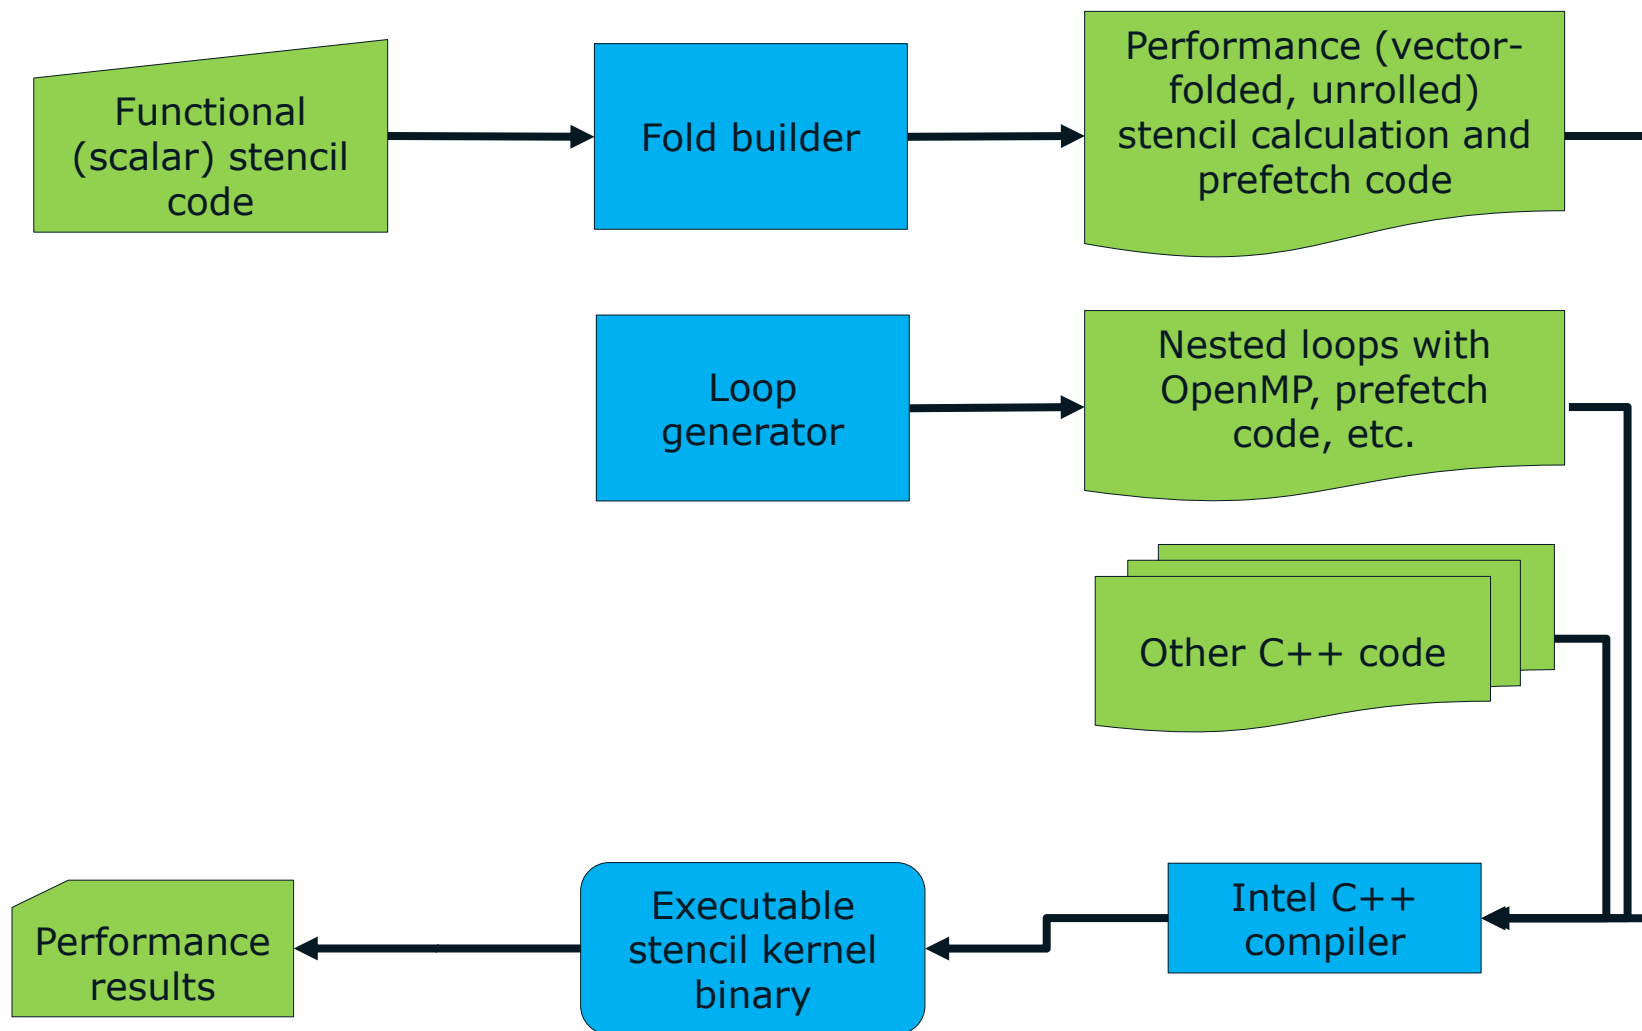 Functional
(scalar) stencil
code
Fold builder
Performance (vector-
folded, unrolled)
stencil calculation and
prefetch code
Loop
generator
Nested loops with
OpenMP, prefetch
code, etc.
Other C++ code
Intel C++
compiler
Executable
stencil kernel
binary
Performance
results